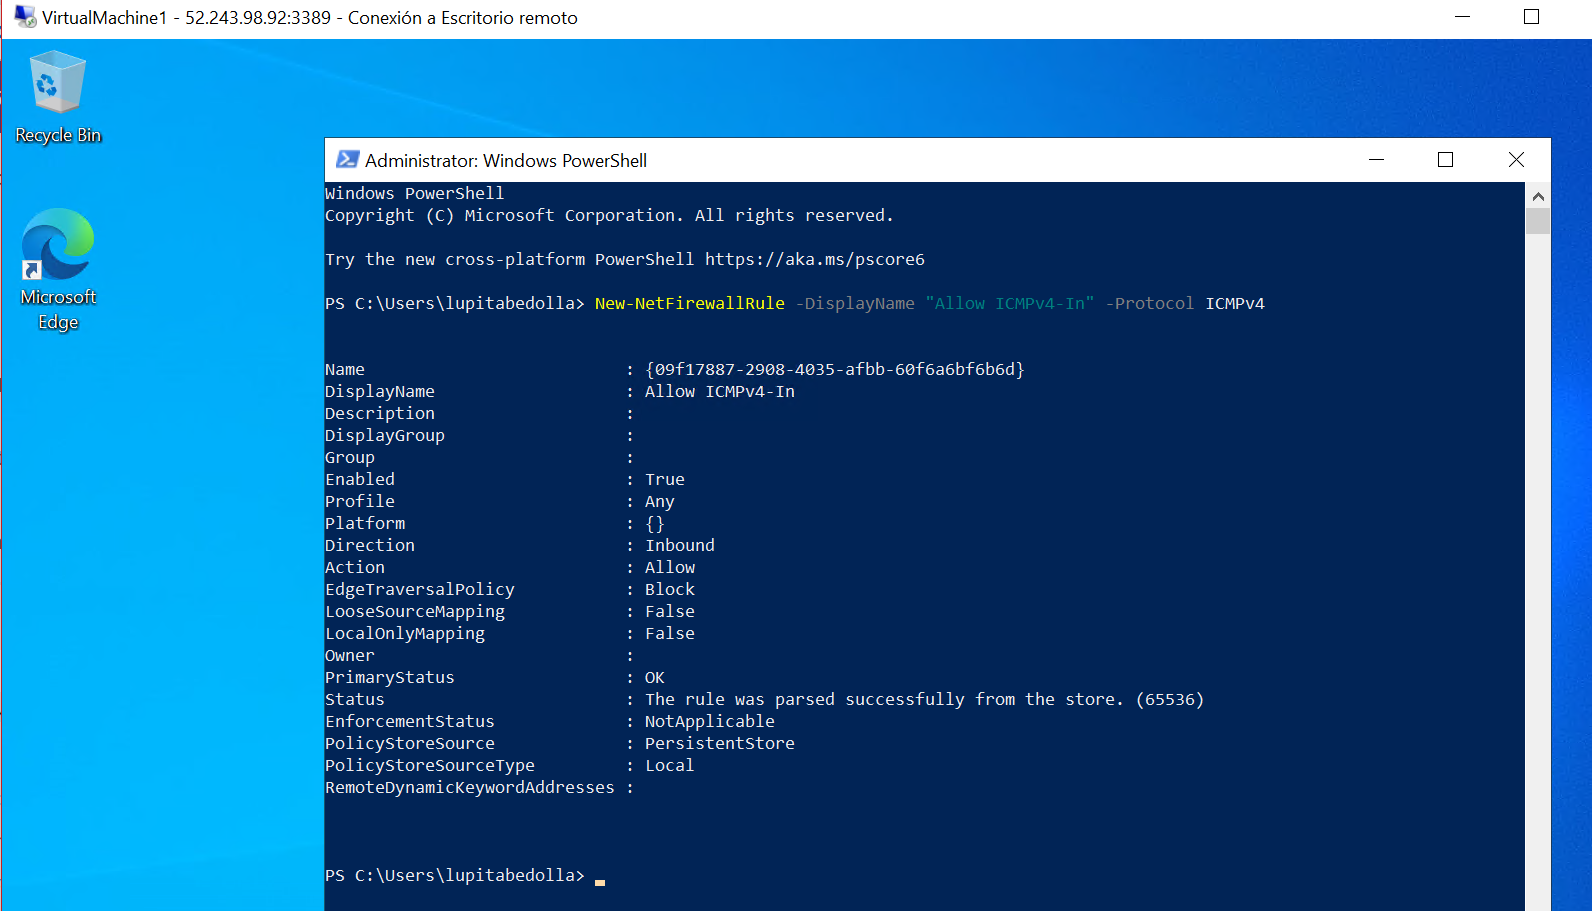 VirtualMachine1 - 52.243.98.92:3389 - Conexión a Escritorio remoto
Recycle Bin
Microsoft
Edge
Administrator: Windows PowerShell
Windows PowerShell
Copyright (C) Microsoft Corporation. All rights reserved.
Try the new cross-platform PowerShell https://aka.ms/pscore6
PS C:\Users\lupitabedolla> New-NetFirewallRule -DisplayName "Allow ICMPv4-In" -Protocol ICMPv4
Name : {09f17887-2908-4035-afbb-60f6a6bf6b6d}
DisplayName : Allow ICMPv4-In
Description :
DisplayGroup :
Group :
Enabled : True
Profile : Any
Platform : {}
Direction : Inbound
Action : Allow
EdgeTraversalPolicy : Block
LooseSourceMapping : False
LocalOnlyMapping : False
Owner :
PrimaryStatus : OK
Status : The rule was parsed successfully from the store. (65536)
EnforcementStatus : NotApplicable
PolicyStoreSource : PersistentStore
PolicyStoreSourceType : Local
RemoteDynamicKeywordAddresses :
PS C:\Users\lupitabedolla>